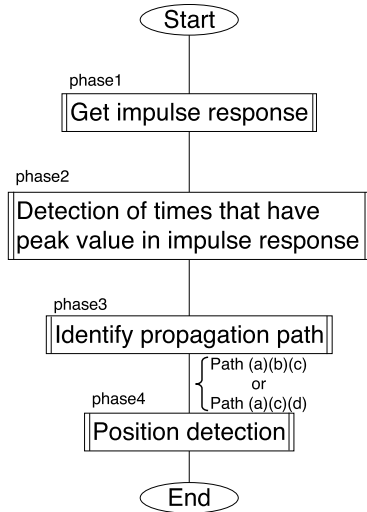 Start
phase1
Get impulse response
phase2
Detection of times that have
peak value in impulse response
phase3
Identify propagation path
Path (a)(b)(c)
or
Path (a)(c)(d)
phase4
Position detection
End